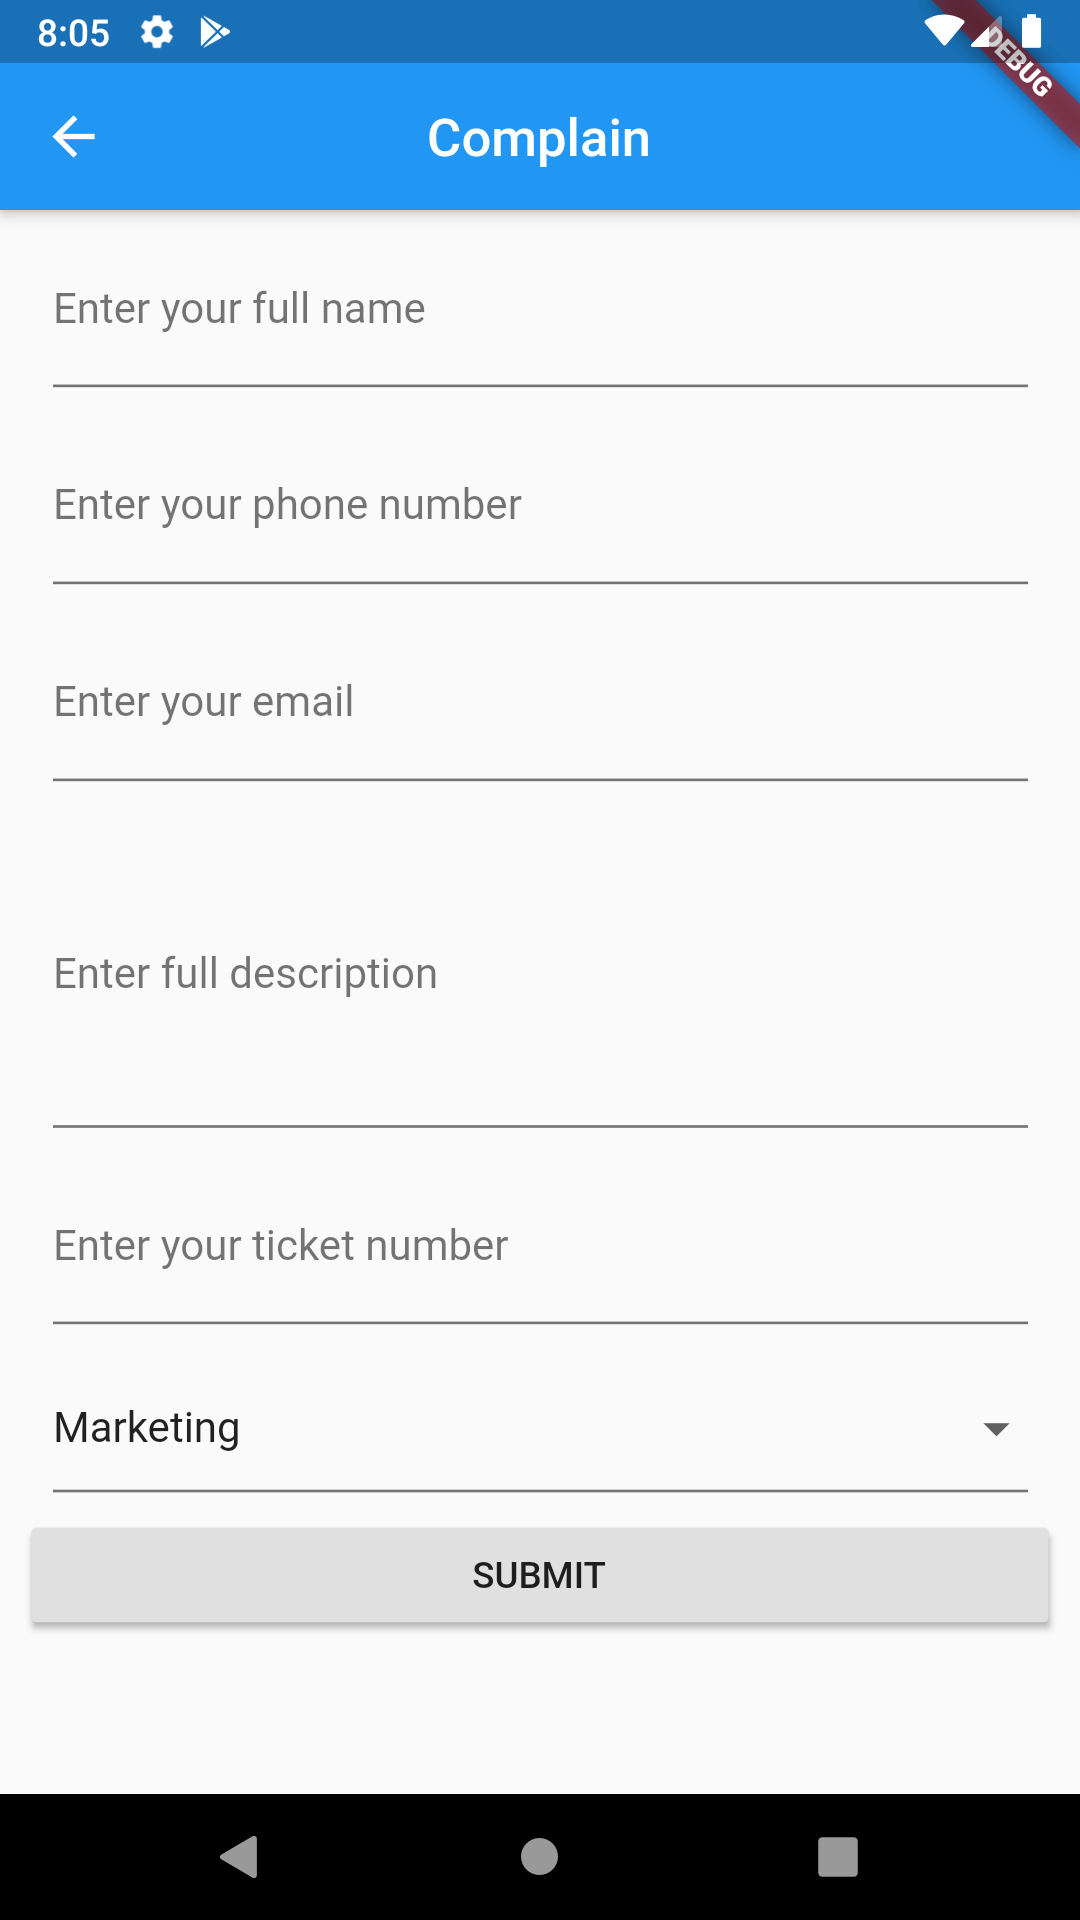 8:05
DEBUG
Complain
Enter your full name
Enter your phone number
Enter your email
Enter full description
Enter your ticket number
Marketing
SUBMIT